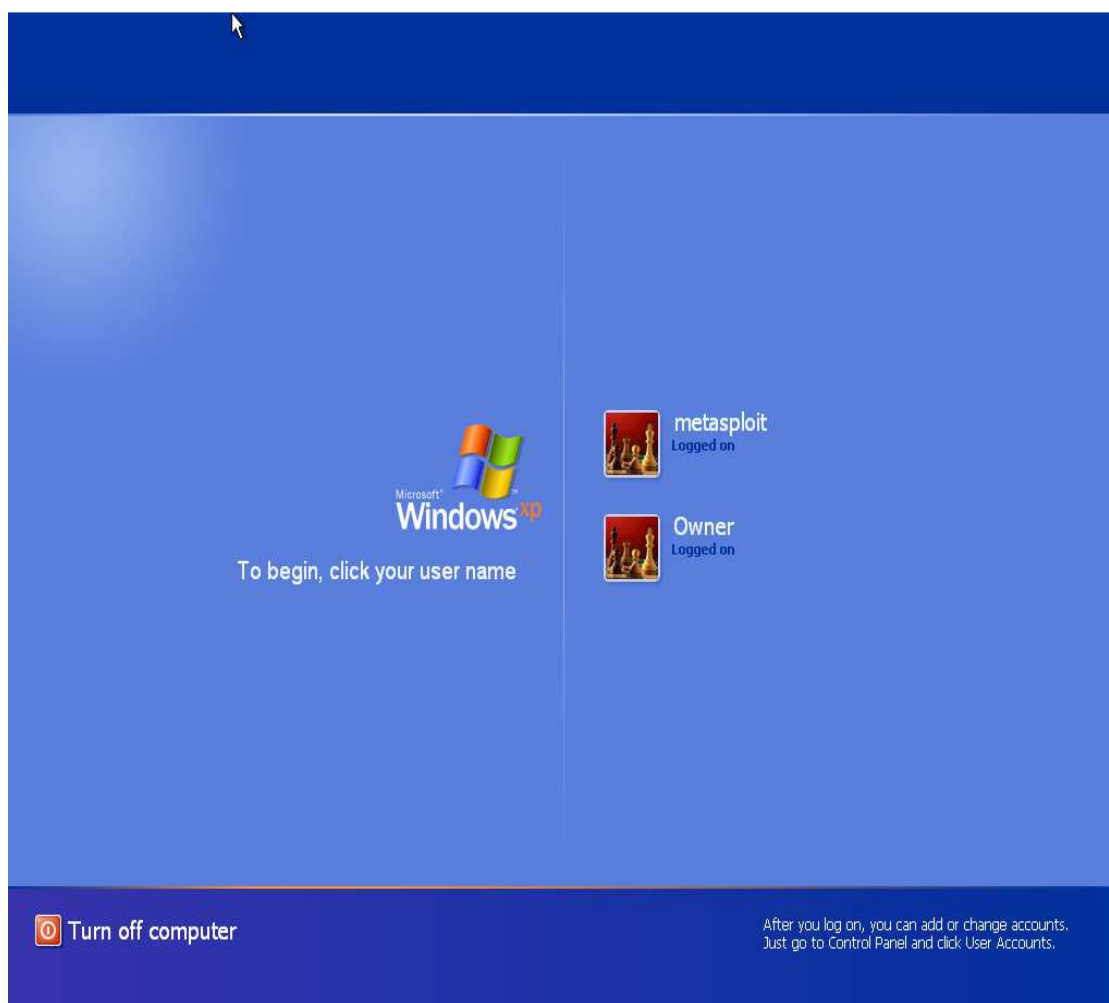 Microsoft®
Windows xp™
To begin, click your user name
metasploit
Logged on
Owner
Logged on
Turn off computer
After you log on, you can add or change accounts.
Just go to Control Panel and click User Accounts.